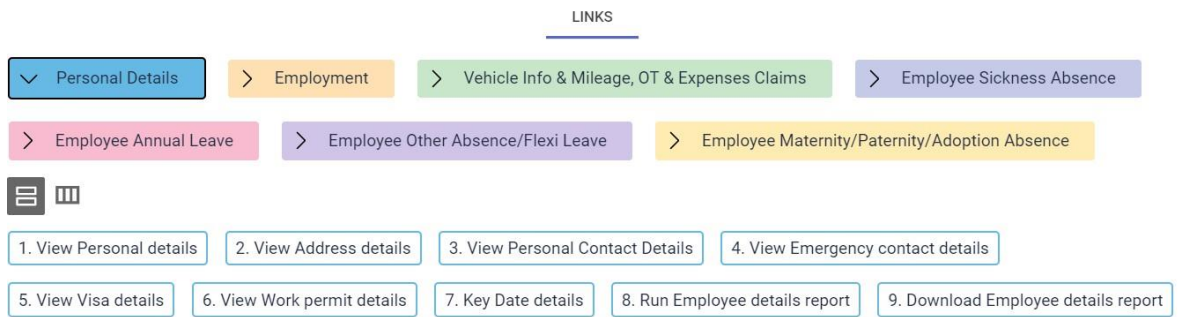 LINKS
Personal Details Employment Vehicle Info & Mileage, OT & Expenses Claims Employee Sickness Absence
Employee Annual Leave Employee Other Absence/Flexi Leave Employee Maternity/Paternity/Adoption Absence
1. View Personal details 2. View Address details 3. View Personal Contact Details 4. View Emergency contact details
5. View Visa details 6. View Work permit details 7. Key Date details 8. Run Employee details report 9. Download Employee details report